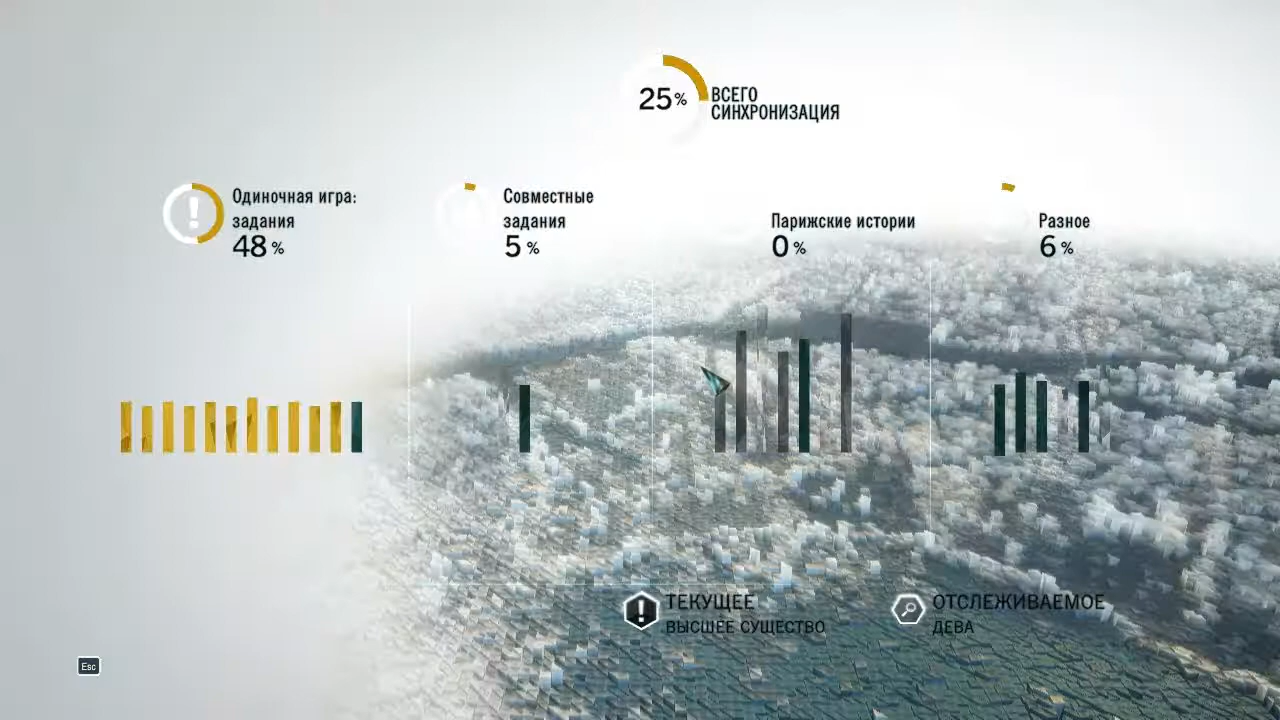 25%
ВСЕГО
СИНХРОНИЗАЦИЯ
Одиночная игра:
задания
48 %
Совместные
задания
5 %
Парижские истории
0 %
Разное
6 %
ТЕКУЩЕЕ
ВЫСШЕЕ СУЩЕСТВО
ОТСЛЕЖИВАЕМОЕ
ДЕВА
Esc